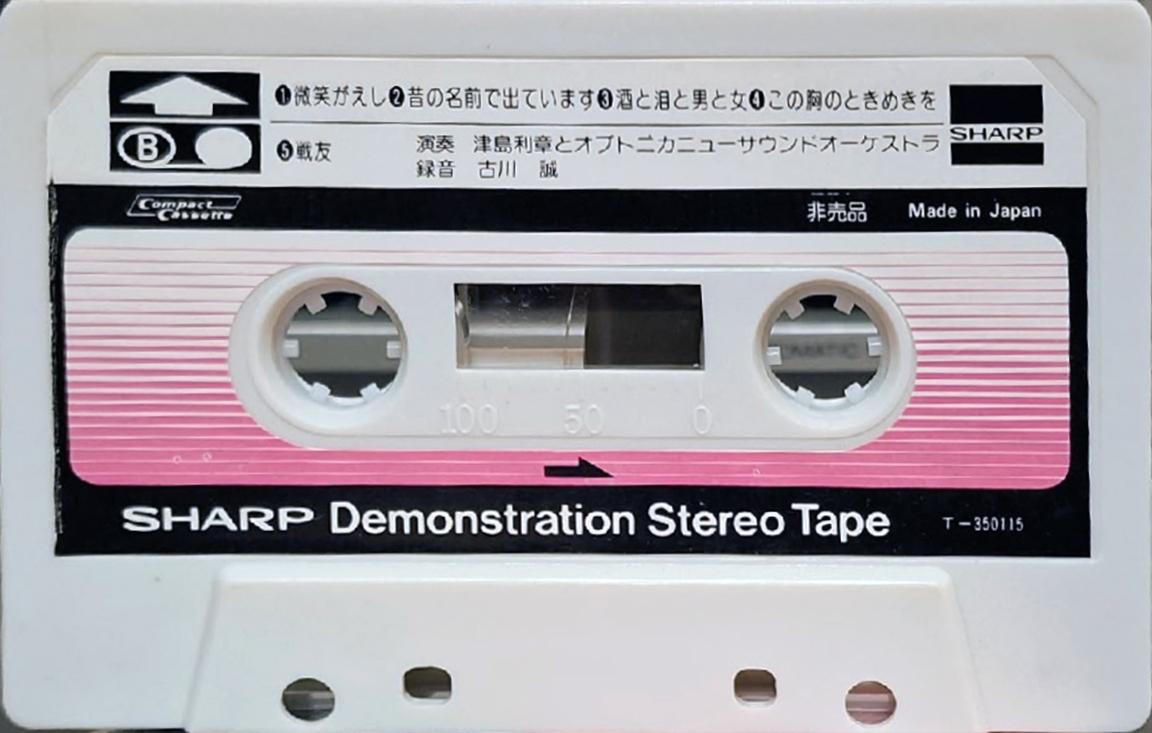 ❶微笑がえし❷昔の名前で出ています❸酒と泪と男と女❹この胸のときめきを
B
❺戦友
演奏 津島利章とオプトニカニューサウンドオーケストラ
録音 古川 誠
SHARP
Compact Cassette
非売品 Made in Japan
100 50 0
SHARP Demonstration Stereo Tape T-350115